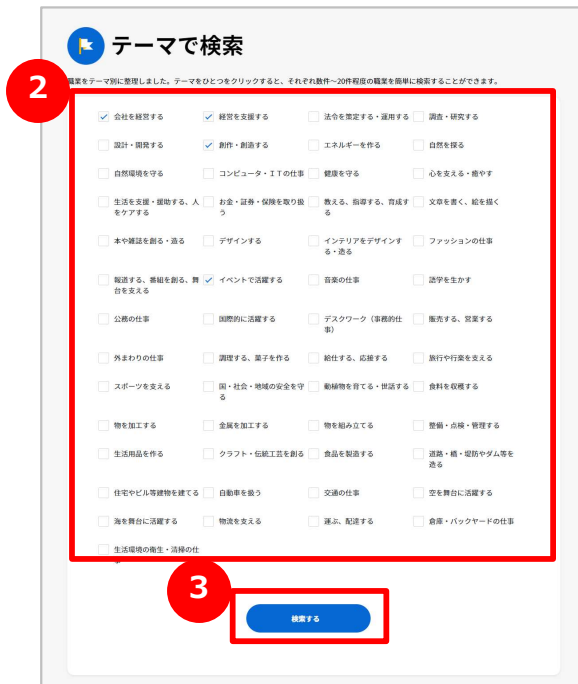 テーマで検索
職業をテーマ別に整理しました。テーマをひとつをクリックすると、それぞれ数件〜20件程度の職業を簡単に検索することができます。
2
会社を経営する 経営を支援する 法令を策定する・運用する 調査・研究する
設計・開発する 創作・創造する エネルギーを作る 自然を探る
自然環境を守る コンピュータ・ITの仕事 健康を守る 心を支える・癒やす
生活を支援・援助する、人をケアする お金・証券・保険を取り扱う 教える、指導する、育成する 文章を書く、絵を描く
本や雑誌を創る・造る デザインする インテリアをデザインする・造る ファッションの仕事
報道する、番組を創る、舞台を支える イベントで活躍する 音楽の仕事 語学を生かす
公務の仕事 国際的に活躍する デスクワーク（事務的仕事） 販売する、営業する
外まわりの仕事 調理する、菓子を作る 給仕する、応接する 旅行や行楽を支える
スポーツを支える 国・社会・地域の安全を守る 動植物を育てる・世話する 食料を収穫する
物を加工する 金属を加工する 物を組み立てる 整備・点検・管理する
生活用品を作る クラフト・伝統工芸を創る 食品を製造する 道路・橋・堤防やダム等を造る
住宅やビル等建物を建てる 自動車を扱う 交通の仕事 空を舞台に活躍する
海を舞台に活躍する 物流を支える 運ぶ、配達する 倉庫・バックヤードの仕事
生活環境の衛生・清掃の仕事
3
検索する